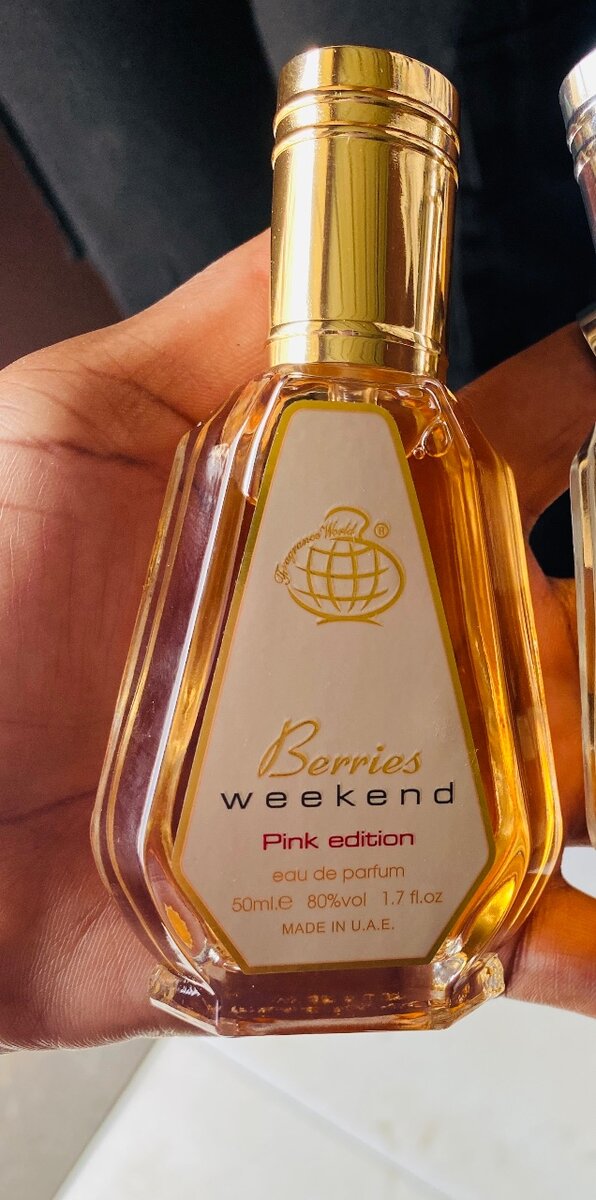 Fragrance World ®
Berries
weekend
Pink edition
eau de parfum
50ml.e 80%vol 1.7 fl.oz
MADE IN U.A.E.